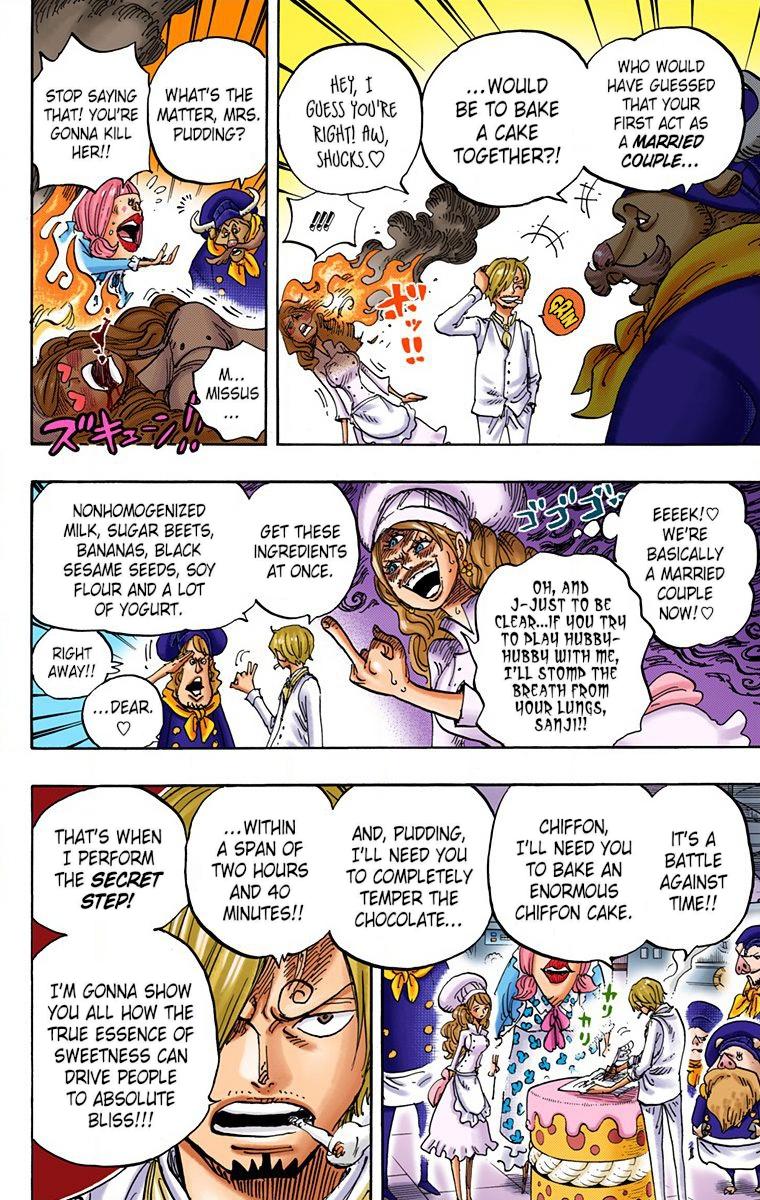 WHO WOULD
HAVE GUESSED
THAT YOUR
FIRST ACT AS
A MARRIED
COUPLE...
...WOULD
BE TO BAKE
A CAKE
TOGETHER?!
HEY, I
GUESS YOU'RE
RIGHT! AW,
SHUCKS.♡
!!!
GRIN
ボッ!!
WHAT'S THE
MATTER, MRS.
PUDDING?
STOP SAYING
THAT! YOU'RE
GONNA KILL
HER!!
M...
MISSUS
...
ズキューン!!
EEEEK!♡
WE'RE
BASICALLY
A MARRIED
COUPLE
NOW!♡
ゴゴゴゴ
OH, AND
J-JUST TO BE
CLEAR...IF YOU TRY
TO PLAY HUBBY-
HUBBY WITH ME,
I'LL STOMP THE
BREATH FROM
YOUR LUNGS,
SANJI!!
GET THESE
INGREDIENTS
AT ONCE.
NONHOMOGENIZED
MILK, SUGAR BEETS,
BANANAS, BLACK
SESAME SEEDS, SOY
FLOUR AND A LOT
OF YOGURT.
RIGHT
AWAY!!
...DEAR.
♡
IT'S A
BATTLE
AGAINST
TIME!!
CHIFFON,
I'LL NEED YOU
TO BAKE AN
ENORMOUS
CHIFFON CAKE.
AND, PUDDING,
I'LL NEED YOU
TO COMPLETELY
TEMPER THE
CHOCOLATE...
カリカリ
...WITHIN
A SPAN OF
TWO HOURS
AND 40
MINUTES!!
THAT'S WHEN
I PERFORM
THE SECRET
STEP!
I'M GONNA SHOW
YOU ALL HOW THE
TRUE ESSENCE OF
SWEETNESS CAN
DRIVE PEOPLE
TO ABSOLUTE
BLISS!!!